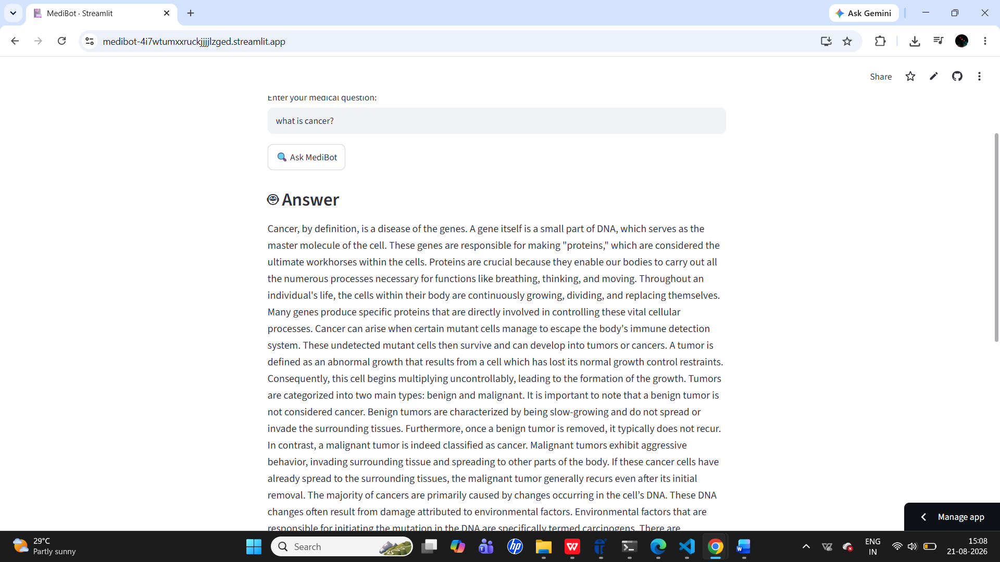 MediBot · Streamlit
Ask Gemini
medibot-4i7wtumxxruckjjjjlzged.streamlit.app
Share
Enter your medical question:
what is cancer?
Ask MediBot
Answer
Cancer, by definition, is a disease of the genes. A gene itself is a small part of DNA, which serves as the
master molecule of the cell. These genes are responsible for making "proteins," which are considered the
ultimate workhorses within the cells. Proteins are crucial because they enable our bodies to carry out all
the numerous processes necessary for functions like breathing, thinking, and moving. Throughout an
individual's life, the cells within their body are continuously growing, dividing, and replacing themselves.
Many genes produce specific proteins that are directly involved in controlling these vital cellular
processes. Cancer can arise when certain mutant cells manage to escape the body's immune detection
system. These undetected mutant cells then survive and can develop into tumors or cancers. A tumor is
defined as an abnormal growth that results from a cell which has lost its normal growth control restraints.
Consequently, this cell begins multiplying uncontrollably, leading to the formation of the growth. Tumors
are categorized into two main types: benign and malignant. It is important to note that a benign tumor is
not considered cancer. Benign tumors are characterized by being slow-growing and do not spread or
invade the surrounding tissues. Furthermore, once a benign tumor is removed, it typically does not recur.
In contrast, a malignant tumor is indeed classified as cancer. Malignant tumors exhibit aggressive
behavior, invading surrounding tissue and spreading to other parts of the body. If these cancer cells have
already spread to the surrounding tissues, the malignant tumor generally recurs even after its initial
removal. The majority of cancers are primarily caused by changes occurring in the cell’s DNA. These DNA
changes often result from damage attributed to environmental factors. Environmental factors that are
responsible for initiating the mutation in the DNA are specifically termed carcinogens. There are
Manage app
29°C
Partly sunny
Search
hp
ENG
IN
15:08
21-08-2026